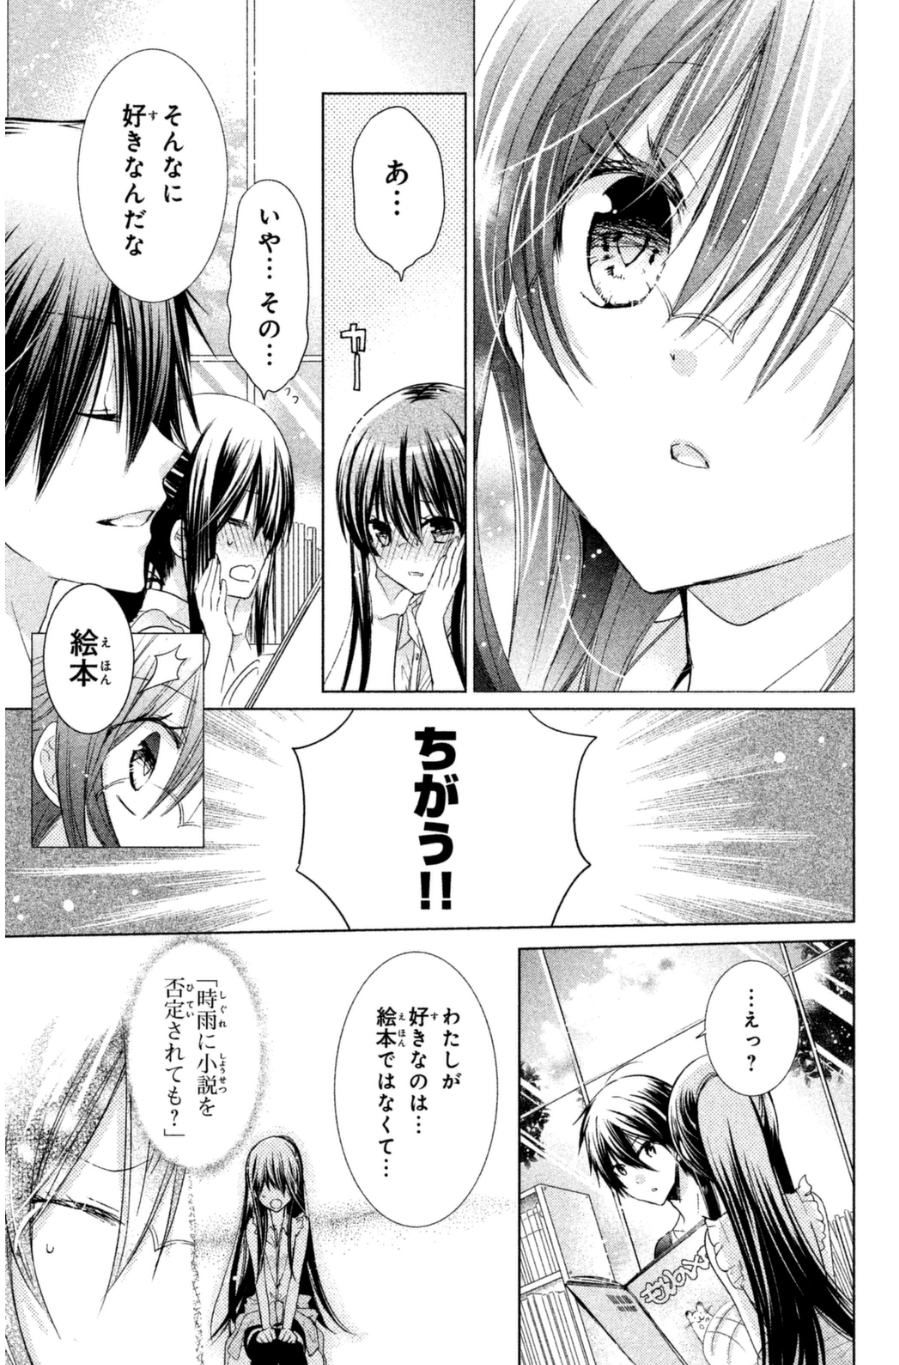 あ…
カー
いや…その…
そんなに
好きなんだな
絵本
ちがう!!
…えっ?
わたしが
好きなのは…
絵本ではなくて…
「時雨に小説を
否定されても?」